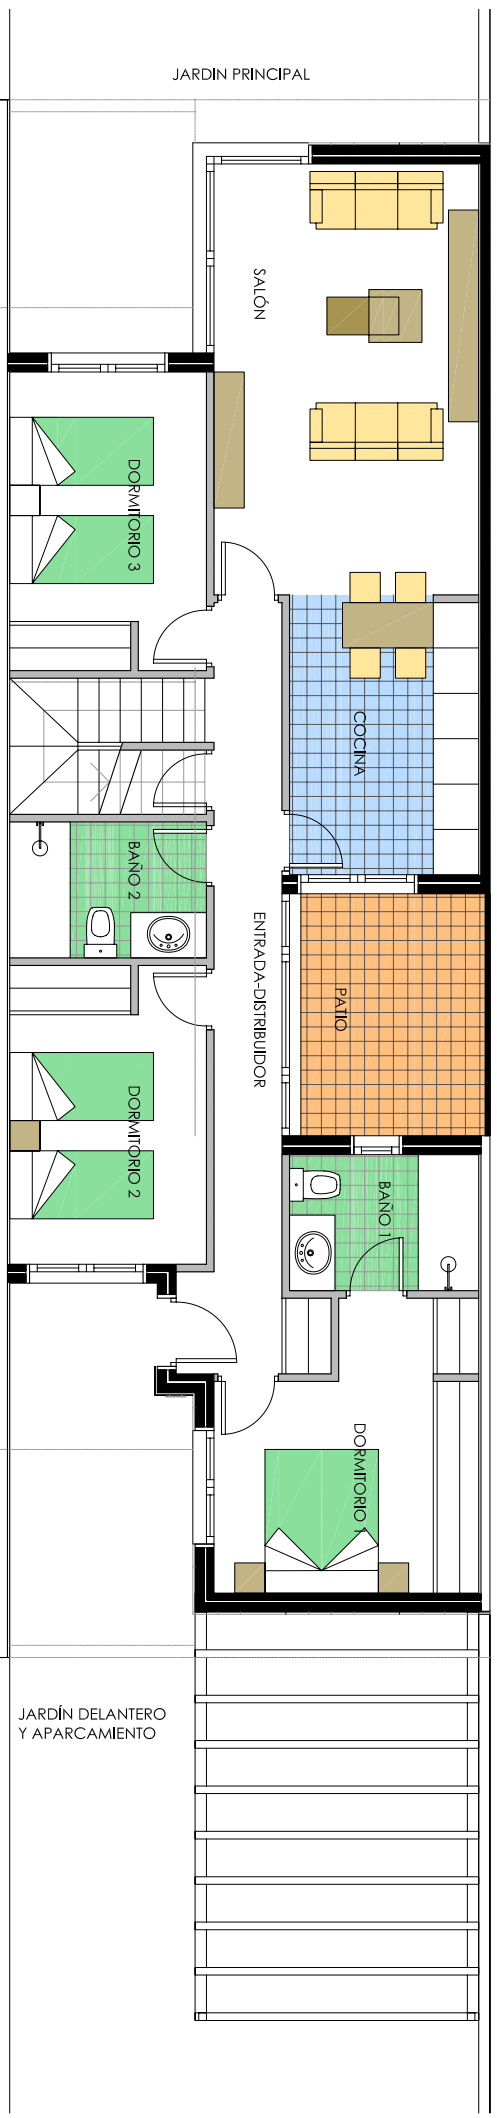 JARDIN PRINCIPAL
SALÓN
DORMITORIO 3
COCINA
BAÑO 2
ENTRADA-DISTRIBUIDOR
PATIO
DORMITORIO 2
BAÑO 1
DORMITORIO 1
JARDÍN DELANTERO
Y APARCAMIENTO